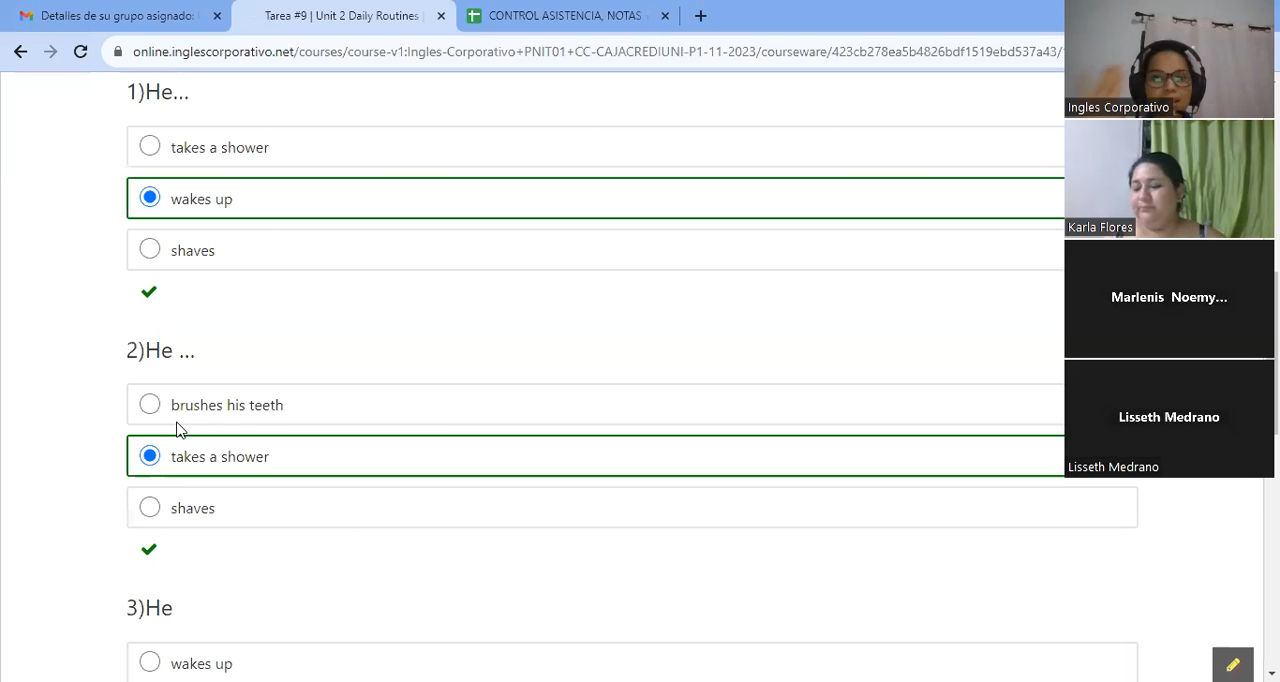 Detalles de su grupo asignado:
Tarea #9 | Unit 2 Daily Routines
CONTROL ASISTENCIA, NOTAS
online.inglescorporativo.net/courses/course-v1:Ingles-Corporativo+PNIT01+CC-CAJACREDIUNI-P1-11-2023/courseware/423cb278ea5b4826bdf1519ebd537a43/
1)He...
takes a shower
wakes up
shaves
2)He ...
brushes his teeth
takes a shower
shaves
3)He
wakes up
Ingles Corporativo
Karla Flores
Marlenis Noemy...
Lisseth Medrano
Lisseth Medrano